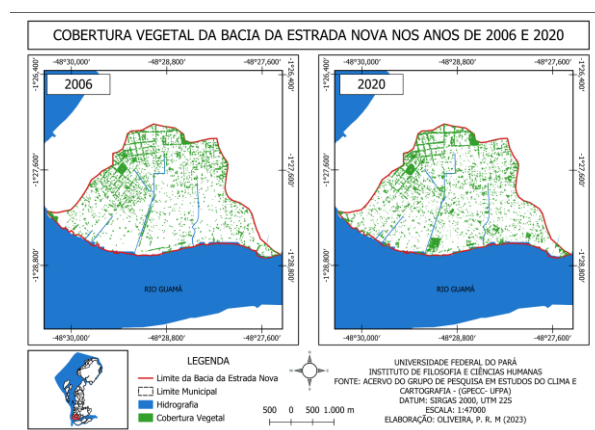 COBERTURA VEGETAL DA BACIA DA ESTRADA NOVA NOS ANOS DE 2006 E 2020
-48°30,000' -48°28,800' -48°27,600'
-48°30,000' -48°28,800' -48°27,600'
-1°26,400' -1°26,400' -1°26,400' -1°26,400'
2006
2020
-1°27,600' -1°27,600' -1°27,600' -1°27,600'
-1°28,800' -1°28,800' -1°28,800' -1°28,800'
RIO GUAMÁ
RIO GUAMÁ
-48°30,000' -48°28,800' -48°27,600'
-48°30,000' -48°28,800' -48°27,600'
LEGENDA
Limite da Bacia da Estrada Nova
Limite Municipal
Hidrografia
Cobertura Vegetal
500 0 500 1.000 m
UNIVERSIDADE FEDERAL DO PARÁ
INSTITUTO DE FILOSOFIA E CIÊNCIAS HUMANAS
FONTE: ACERVO DO GRUPO DE PESQUISA EM ESTUDOS DO CLIMA E
CARTOGRAFIA - (GPECC- UFPA)
DATUM: SIRGAS 2000, UTM 22S
ESCALA: 1:47000
ELABORAÇÃO: OLIVEIRA, P. R. M (2023)